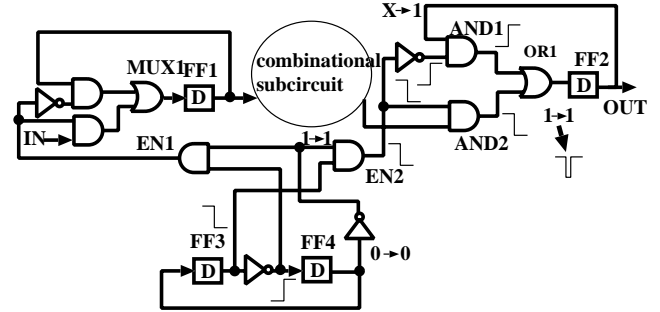 X→1
AND1
MUX1
FF1
D
combinational
subcircuit
OR1
FF2
D
OUT
IN
EN1
1→1
EN2
AND2
1→1
FF3
D
FF4
D
0→0